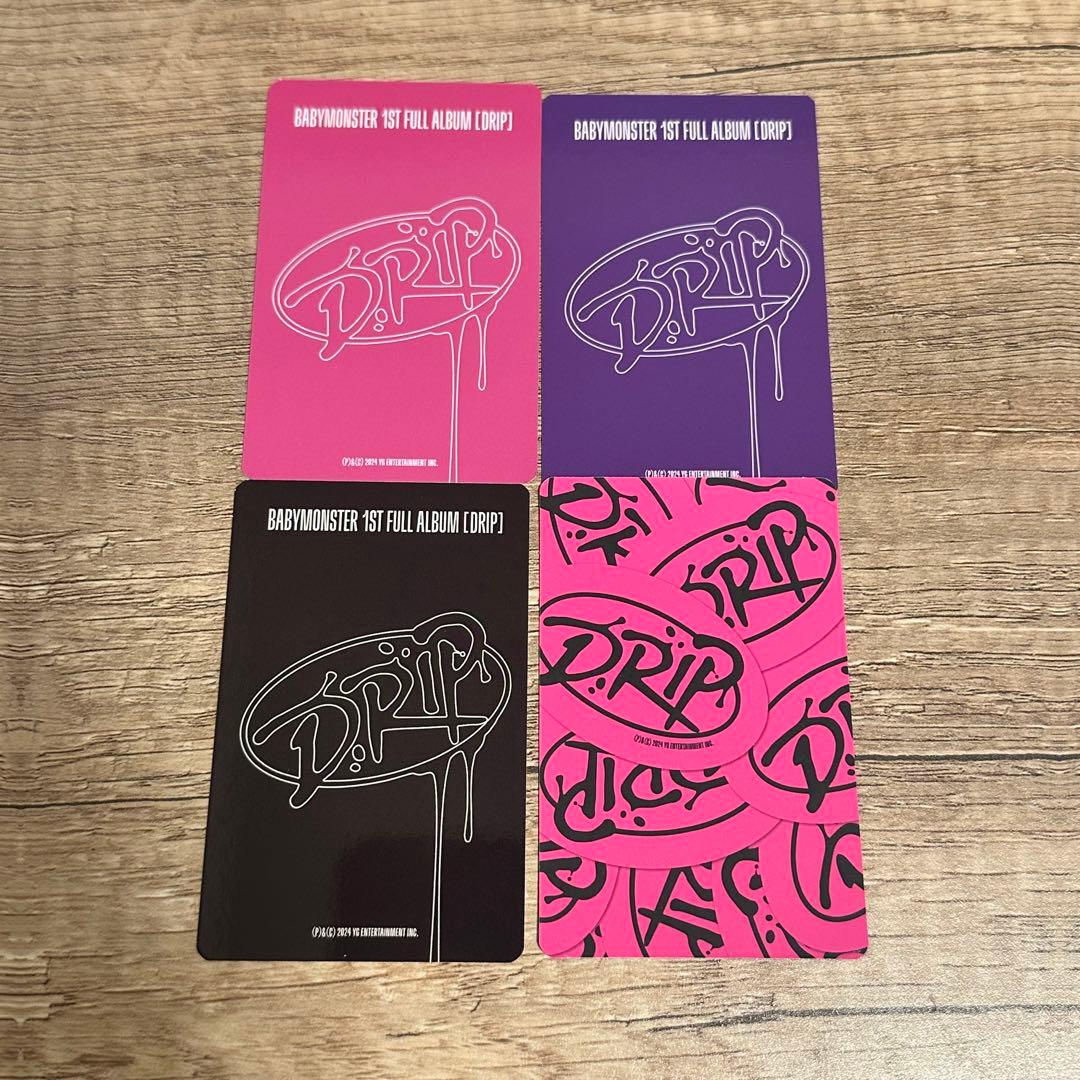 BABYMONSTER 1ST FULL ALBUM [DRIP]
DRIP
(P)&(C) 2024 YG ENTERTAINMENT INC.
BABYMONSTER 1ST FULL ALBUM [DRIP]
DRIP
(P)&(C) 2024 YG ENTERTAINMENT INC.
BABYMONSTER 1ST FULL ALBUM [DRIP]
DRIP
(P)&(C) 2024 YG ENTERTAINMENT INC.
DRIP
DRIP
(P)&(C) 2024 YG ENTERTAINMENT INC.
DRIP